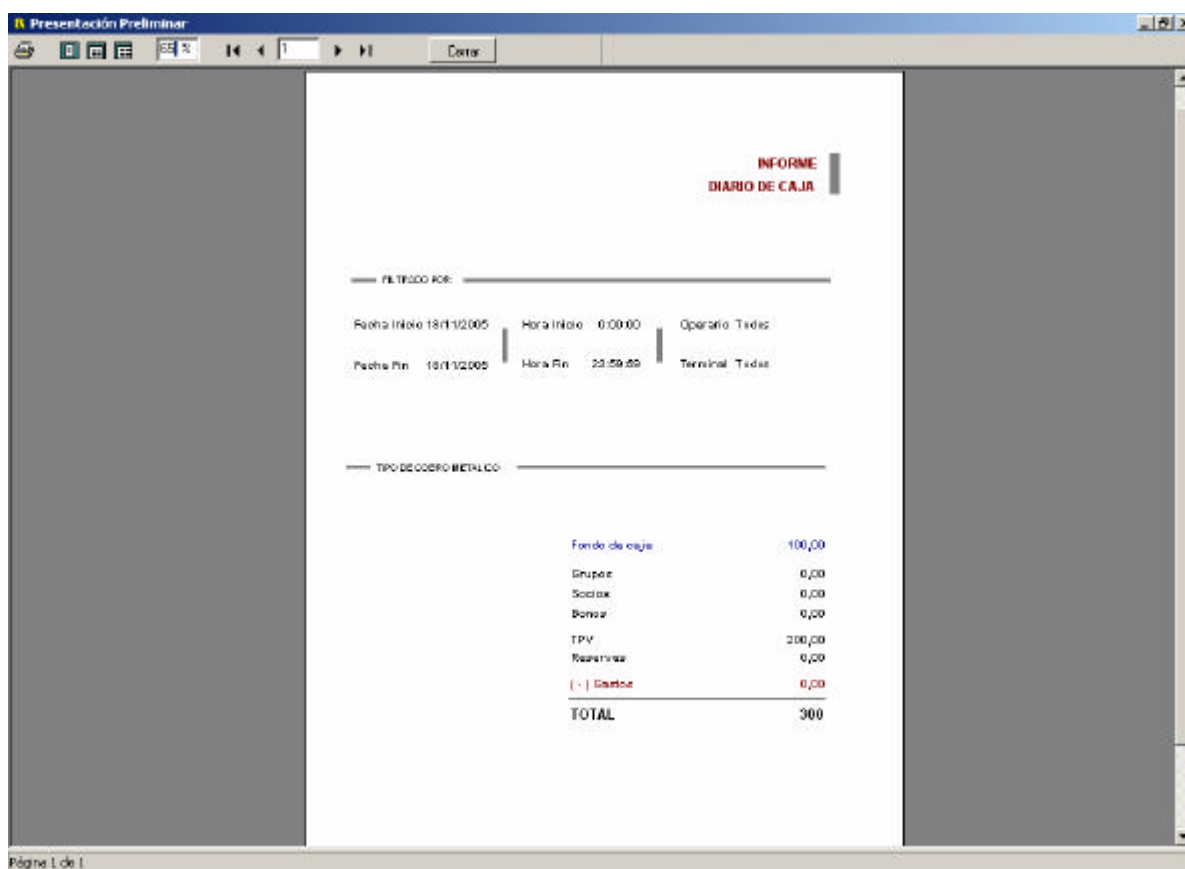 Presentación Preliminar
65 % 1 Cerrar
INFORME
DIARIO DE CAJA
FILTRADO POR:
Fecha Inicio 18/11/2005 Hora Inicio 0:00:00 Operario Todos
Fecha Fin 18/11/2005 Hora Fin 23:59:59 Terminal Todos
TIPO DE COBRO METALICO
Fondo de caja 100,00
Grupos 0,00
Socios 0,00
Bonos 0,00
TPV 200,00
Reservas 0,00
( - ) Gastos 0,00
TOTAL 300
Página 1 de 1